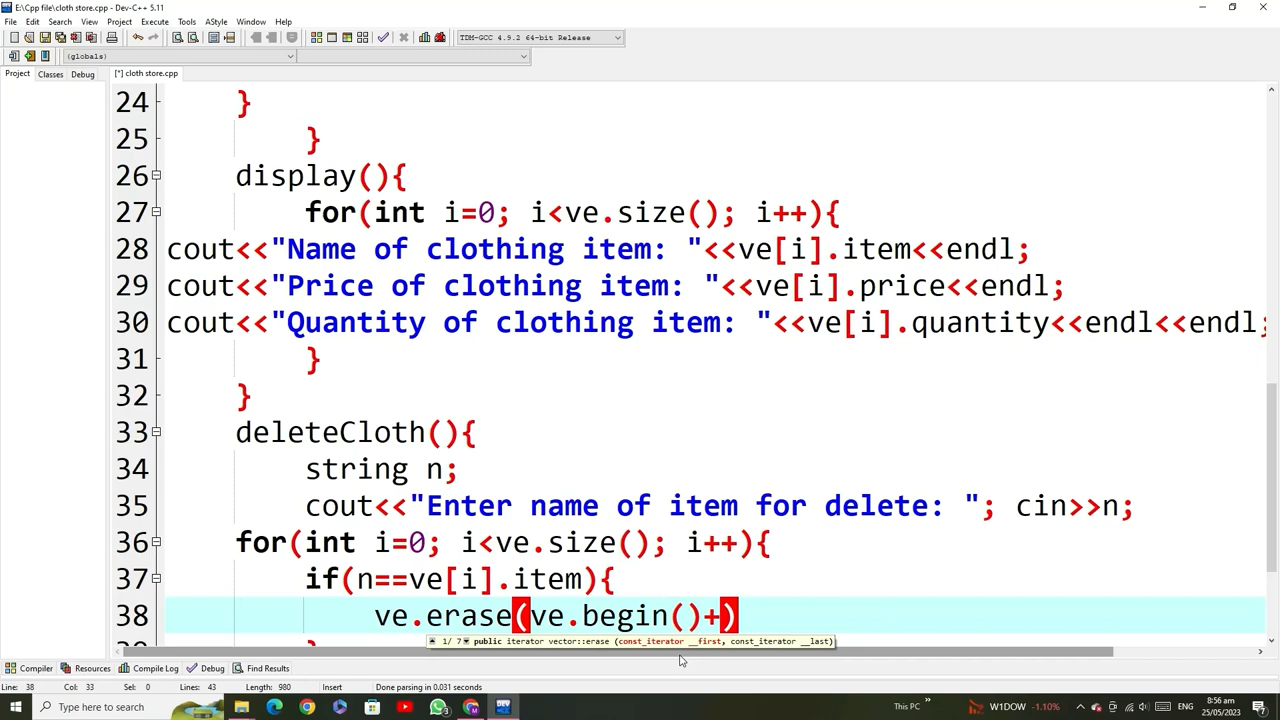 E:\Cpp file\cloth store.cpp - Dev-C++ 5.11
File Edit Search View Project Execute Tools AStyle Window Help
TDM-GCC 4.9.2 64-bit Release
(globals)
Project Classes Debug [*] cloth store.cpp
24 }
25 }
26 display(){
27 for(int i=0; i<ve.size(); i++){
28 cout<<"Name of clothing item: "<<ve[i].item<<endl;
29 cout<<"Price of clothing item: "<<ve[i].price<<endl;
30 cout<<"Quantity of clothing item: "<<ve[i].quantity<<endl<<endl;
31 }
32 }
33 deleteCloth(){
34 string n;
35 cout<<"Enter name of item for delete: "; cin>>n;
36 for(int i=0; i<ve.size(); i++){
37 if(n==ve[i].item){
38 ve.erase(ve.begin()+)
1/ 7 public iterator vector::erase (const_iterator __first, const_iterator __last)
Compiler Resources Compile Log Debug Find Results
Line: 38 Col: 33 Sel: 0 Lines: 43 Length: 980 Insert Done parsing in 0.031 seconds
Type here to search 3 This PC » W1DOW -1.10% 8:56 am
25/05/2023 7